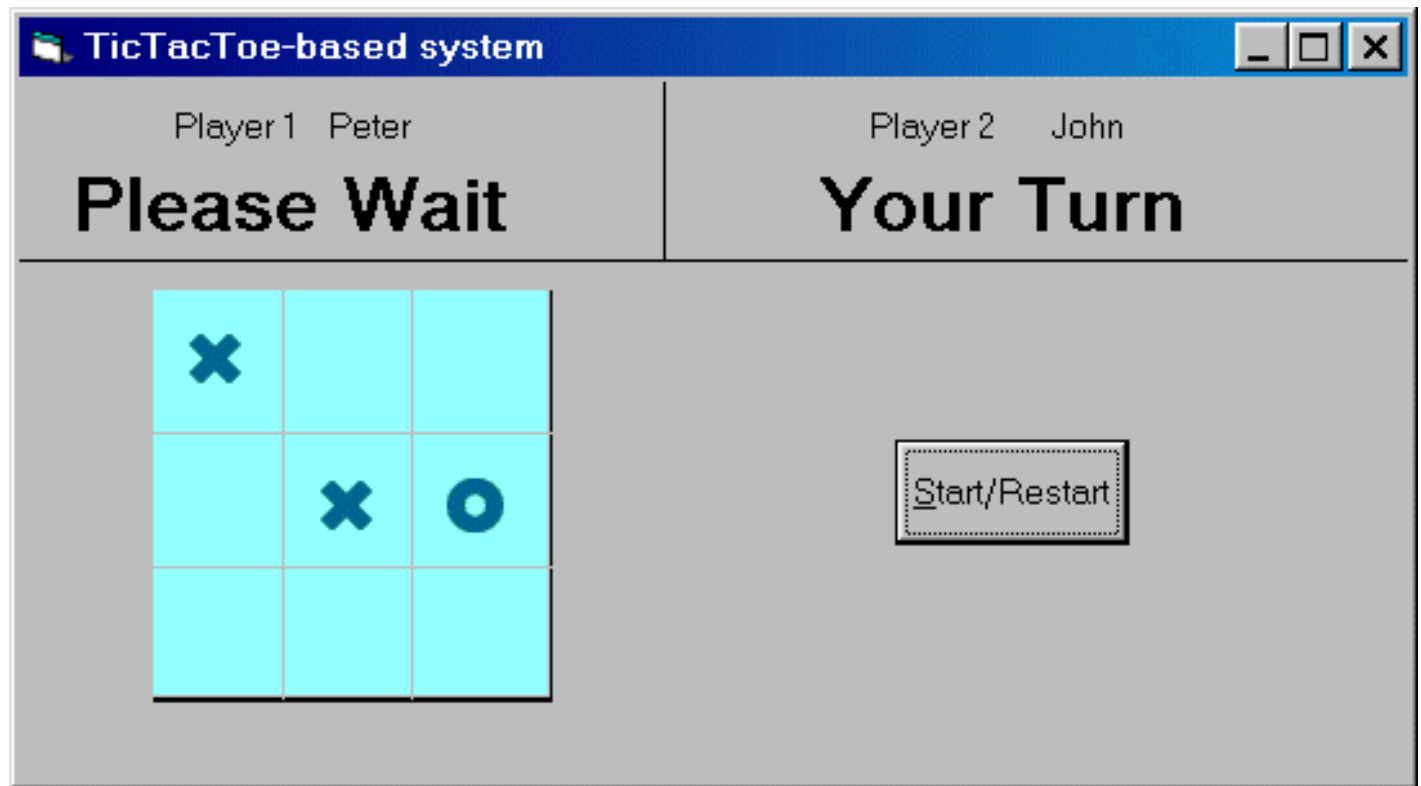 TicTacToe-based system
Player 1 Peter
Please Wait
Player 2 John
Your Turn
Start/Restart